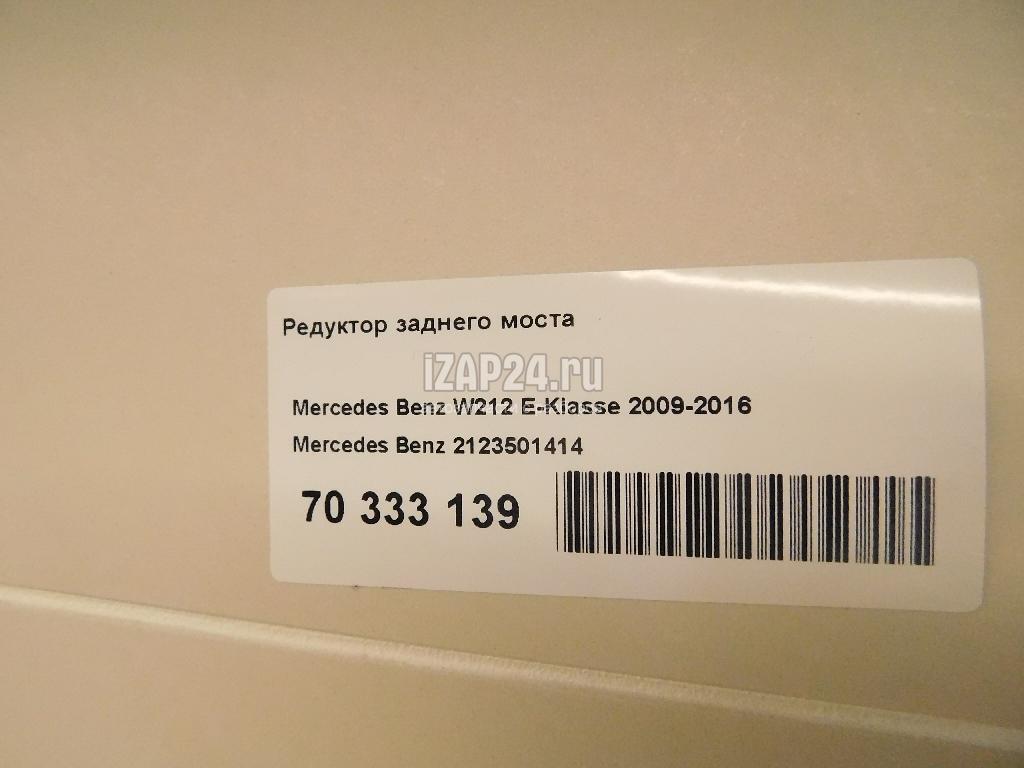 Редуктор заднего моста
iZAP24.ru
Mercedes Benz W212 E-Klasse 2009-2016
Mercedes Benz 2123501414
70 333 139